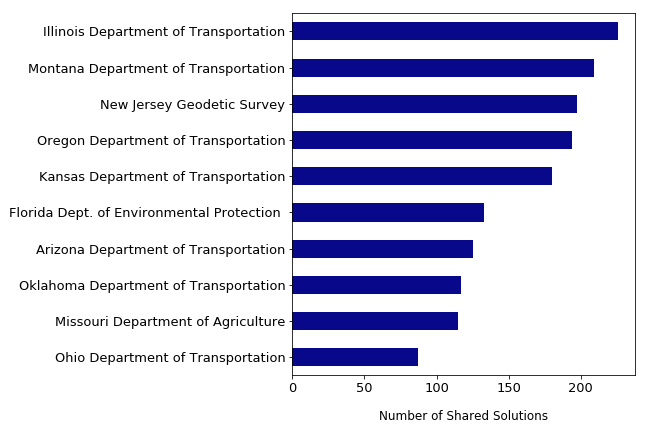 Illinois Department of Transportation
Montana Department of Transportation
New Jersey Geodetic Survey
Oregon Department of Transportation
Kansas Department of Transportation
Florida Dept. of Environmental Protection
Arizona Department of Transportation
Oklahoma Department of Transportation
Missouri Department of Agriculture
Ohio Department of Transportation
0 50 100 150 200
Number of Shared Solutions